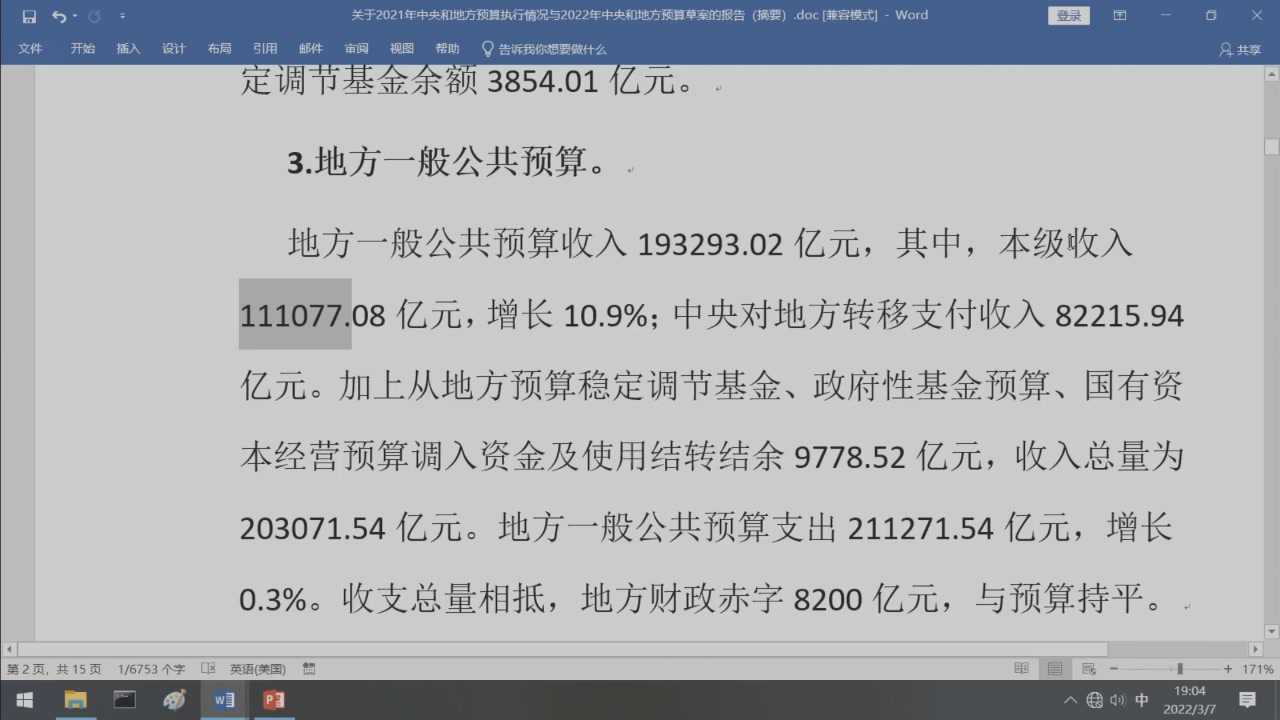 关于2021年中央和地方预算执行情况与2022年中央和地方预算草案的报告（摘要）.doc [兼容模式] - Word
登录
文件 开始 插入 设计 布局 引用 邮件 审阅 视图 帮助 告诉我你想要做什么 共享
定调节基金余额 3854.01 亿元。
3.地方一般公共预算。
地方一般公共预算收入 193293.02 亿元，其中，本级收入
111077.08 亿元，增长 10.9%；中央对地方转移支付收入 82215.94
亿元。加上从地方预算稳定调节基金、政府性基金预算、国有资
本经营预算调入资金及使用结转结余 9778.52 亿元，收入总量为
203071.54 亿元。地方一般公共预算支出 211271.54 亿元，增长
0.3%。收支总量相抵，地方财政赤字 8200 亿元，与预算持平。
第 2 页，共 15 页 1/6753 个字 英语(美国) 171%
中 19:04
2022/3/7